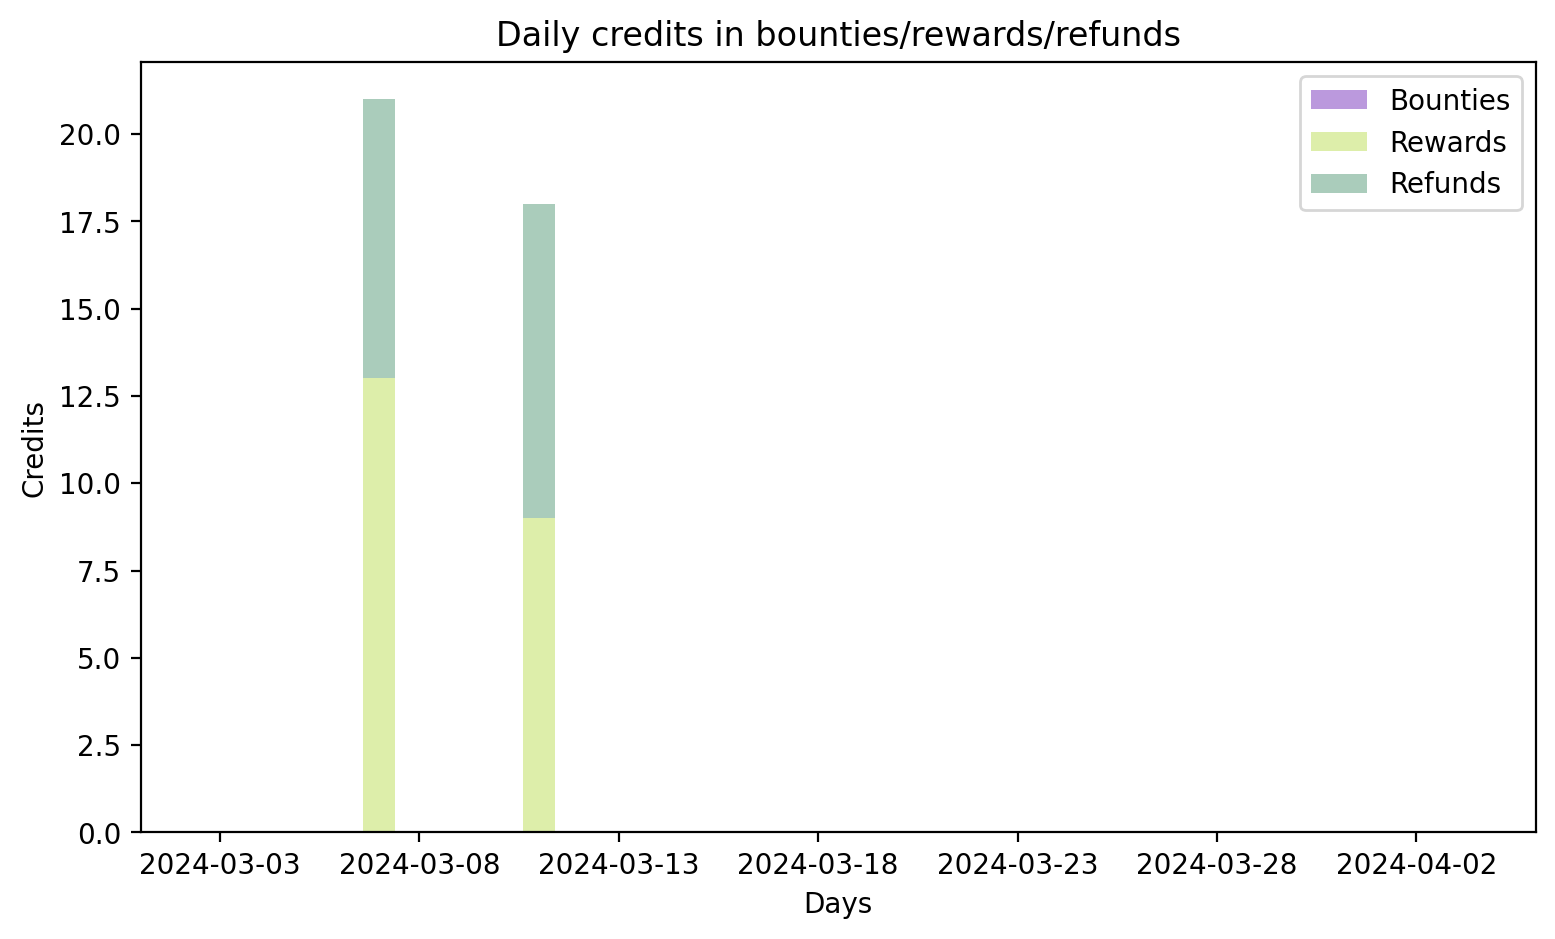 Daily credits in bounties/rewards/refunds
Bounties
Rewards
Refunds
Credits
20.0
17.5
15.0
12.5
10.0
7.5
5.0
2.5
0.0
2024-03-03 2024-03-08 2024-03-13 2024-03-18 2024-03-23 2024-03-28 2024-04-02
Days